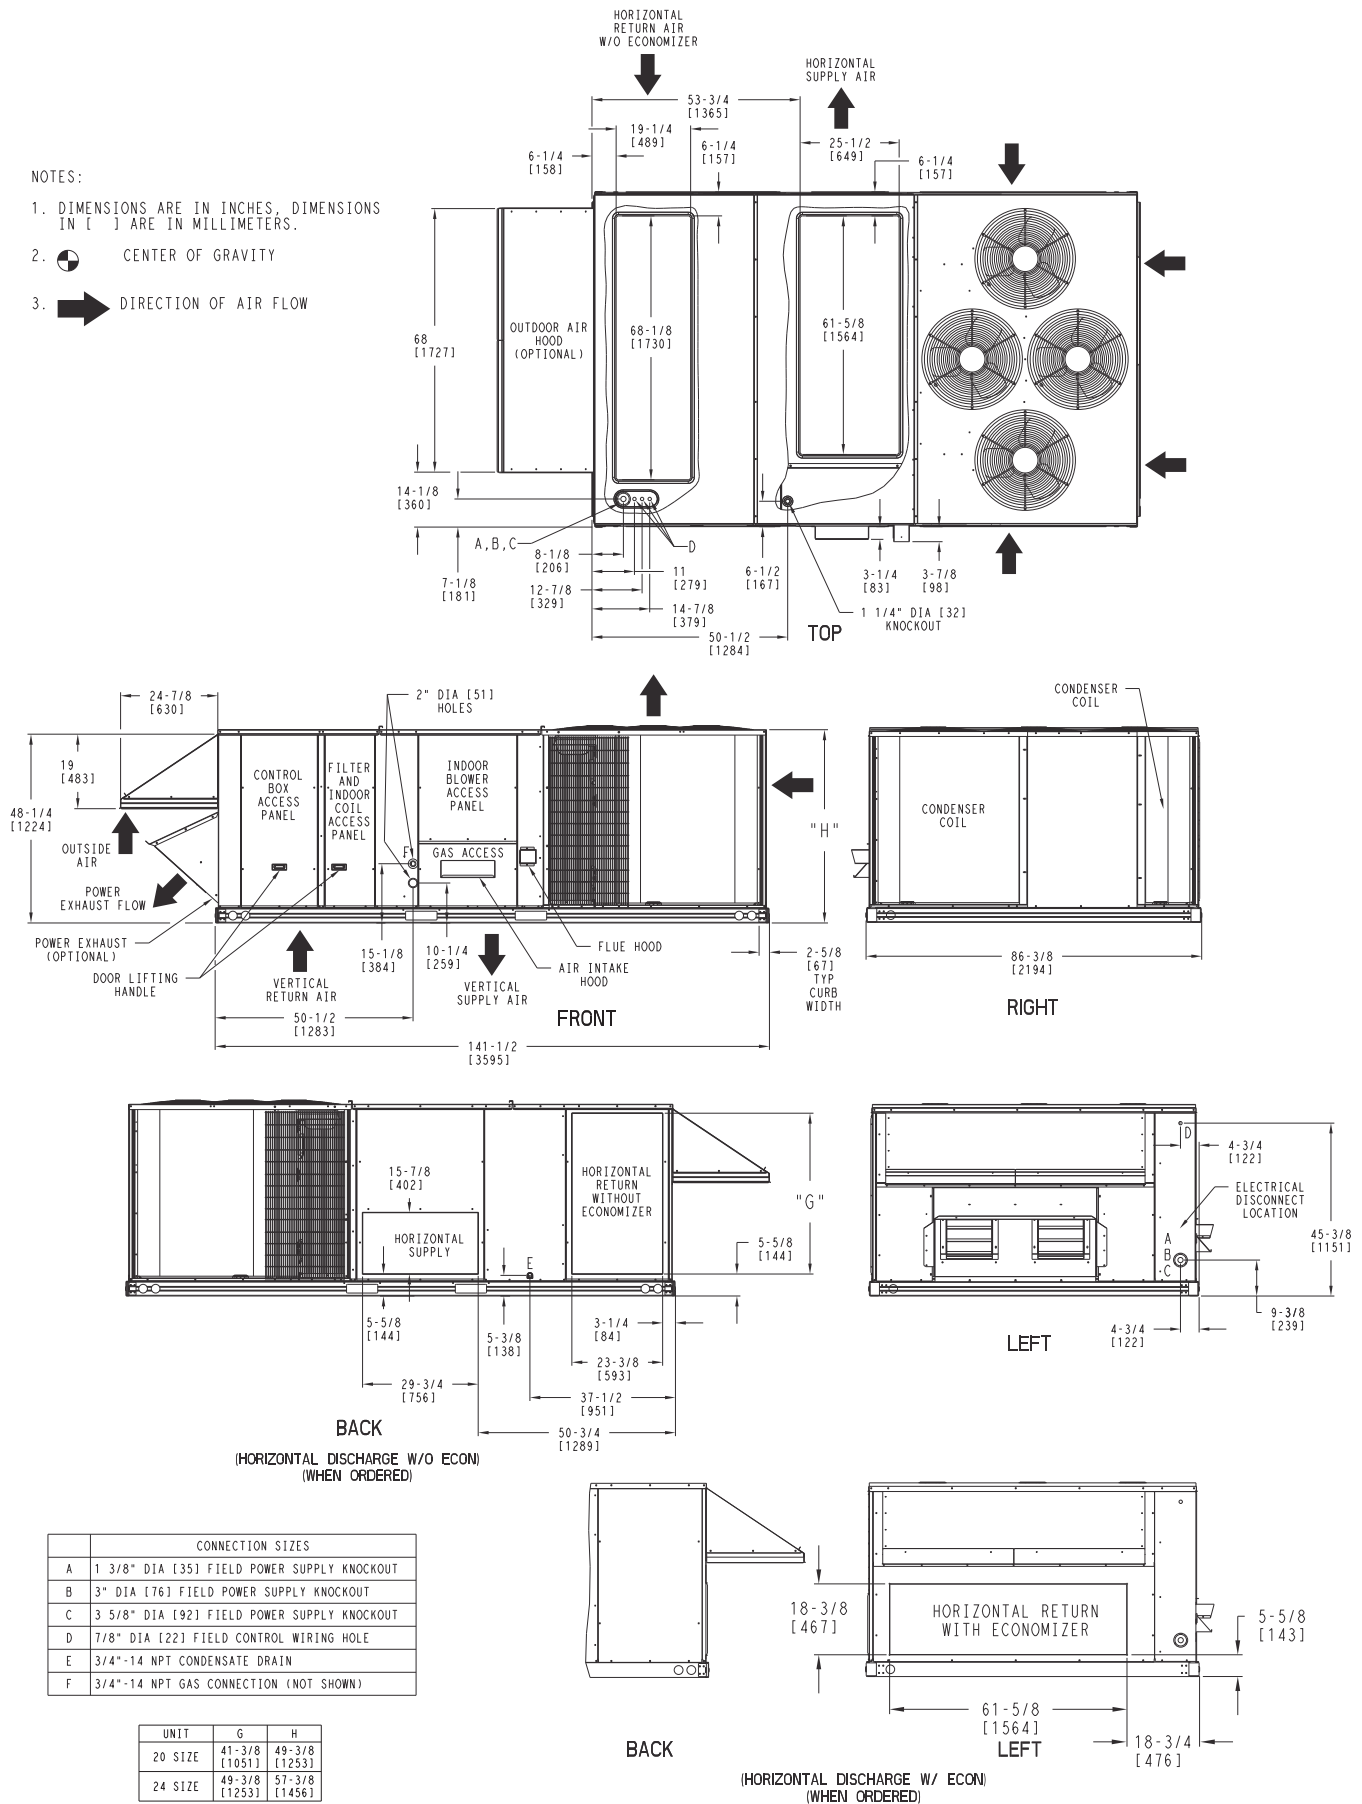 HORIZONTAL
RETURN AIR
W/O ECONOMIZER
HORIZONTAL
SUPPLY AIR
53-3/4
[1365]
19-1/4
[489]
6-1/4
[158]
6-1/4
[157]
25-1/2
[649]
6-1/4
[157]
NOTES:
1. DIMENSIONS ARE IN INCHES, DIMENSIONS
IN [ ] ARE IN MILLIMETERS.
2. CENTER OF GRAVITY
3. DIRECTION OF AIR FLOW
OUTDOOR AIR
HOOD
(OPTIONAL)
68
[1727]
68-1/8
[1730]
61-5/8
[1564]
14-1/8
[360]
A,B,C
D
8-1/8
[206]
11
[279]
7-1/8
[181]
12-7/8
[329]
14-7/8
[379]
6-1/2
[167]
3-1/4
[83]
3-7/8
[98]
1 1/4" DIA [32]
KNOCKOUT
50-1/2
[1284]
TOP
24-7/8
[630]
2" DIA [51]
HOLES
19
[483]
48-1/4
[1224]
CONTROL
BOX
ACCESS
PANEL
FILTER
AND
INDOOR
COIL
ACCESS
PANEL
INDOOR
BLOWER
ACCESS
PANEL
F
GAS ACCESS
"H"
OUTSIDE
AIR
POWER
EXHAUST FLOW
POWER EXHAUST
(OPTIONAL)
DOOR LIFTING
HANDLE
VERTICAL
RETURN AIR
15-1/8
[384]
10-1/4
[259]
VERTICAL
SUPPLY AIR
FLUE HOOD
AIR INTAKE
HOOD
2-5/8
[67]
TYP
CURB
WIDTH
50-1/2
[1283]
FRONT
141-1/2
[3595]
CONDENSER
COIL
CONDENSER
COIL
86-3/8
[2194]
RIGHT
15-7/8
[402]
HORIZONTAL
SUPPLY
HORIZONTAL
RETURN
WITHOUT
ECONOMIZER
"G"
E
5-5/8
[144]
5-5/8
[144]
5-3/8
[138]
3-1/4
[84]
23-3/8
[593]
29-3/4
[756]
37-1/2
[951]
50-3/4
[1289]
BACK
(HORIZONTAL DISCHARGE W/O ECON)
(WHEN ORDERED)
D
4-3/4
[122]
ELECTRICAL
DISCONNECT
LOCATION
A
B
C
45-3/8
[1151]
9-3/8
[239]
4-3/4
[122]
LEFT
CONNECTION SIZES
A 1 3/8" DIA [35] FIELD POWER SUPPLY KNOCKOUT
B 3" DIA [76] FIELD POWER SUPPLY KNOCKOUT
C 3 5/8" DIA [92] FIELD POWER SUPPLY KNOCKOUT
D 7/8" DIA [22] FIELD CONTROL WIRING HOLE
E 3/4"-14 NPT CONDENSATE DRAIN
F 3/4"-14 NPT GAS CONNECTION (NOT SHOWN)
UNIT G H
20 SIZE 41-3/8 [1051] 49-3/8 [1253]
24 SIZE 49-3/8 [1253] 57-3/8 [1456]
18-3/8
[467]
HORIZONTAL RETURN
WITH ECONOMIZER
5-5/8
[143]
61-5/8
[1564]
18-3/4
[476]
BACK
LEFT
(HORIZONTAL DISCHARGE W/ ECON)
(WHEN ORDERED)